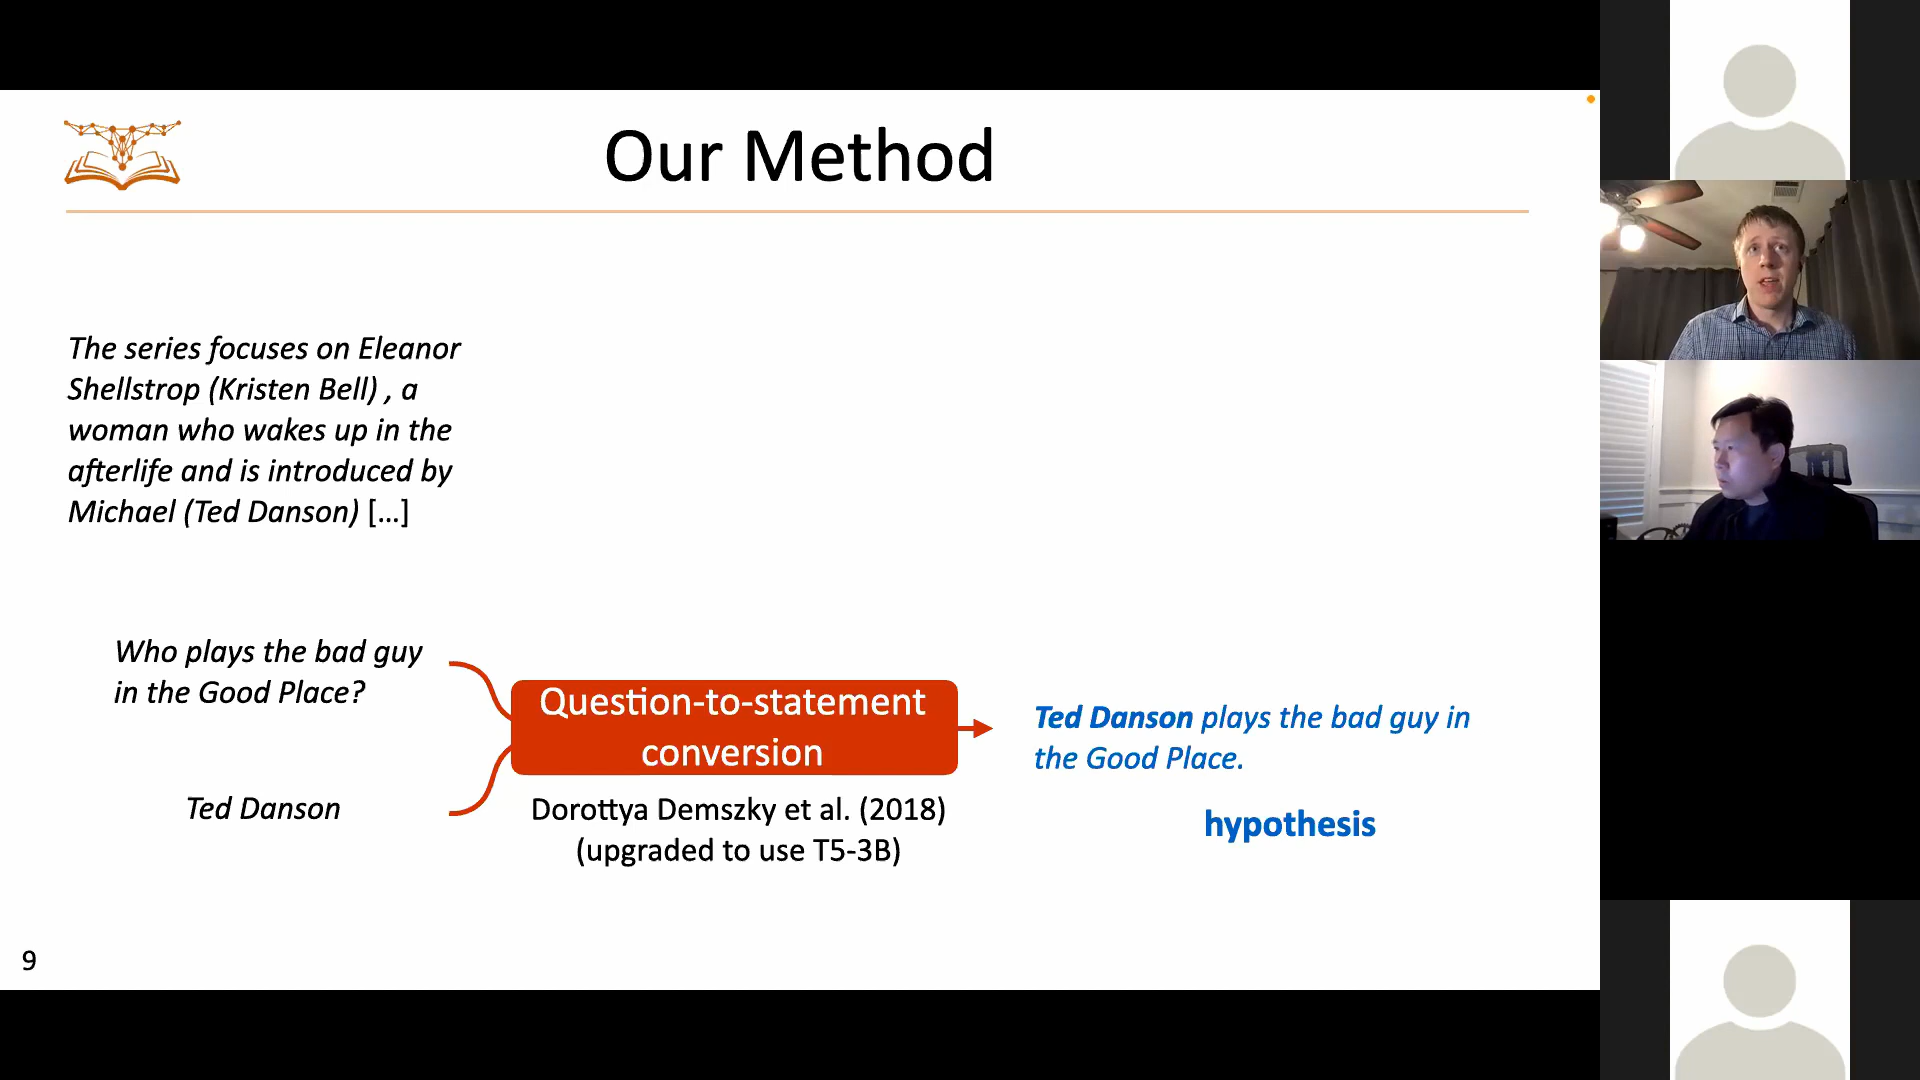 Our Method
The series focuses on Eleanor
Shellstrop (Kristen Bell) , a
woman who wakes up in the
afterlife and is introduced by
Michael (Ted Danson) […]
Who plays the bad guy
in the Good Place?
Ted Danson
Question-to-statement
conversion
Dorottya Demszky et al. (2018)
(upgraded to use T5-3B)
Ted Danson plays the bad guy in
the Good Place.
hypothesis
9